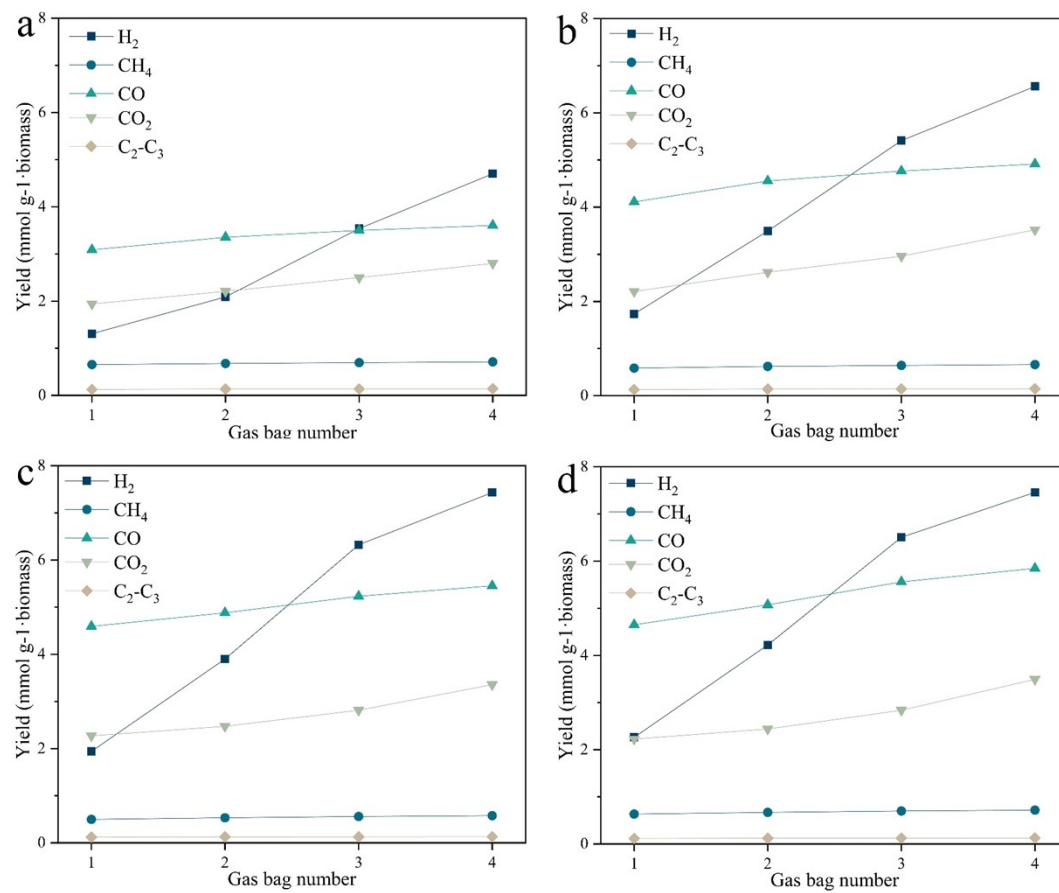 a
8
6
4
2
0
Yield (mmol g-1·biomass)
H₂
CH₄
CO
CO₂
C₂-C₃
1 2 3 4
Gas bag number
b
8
6
4
2
0
Yield (mmol g-1·biomass)
H₂
CH₄
CO
CO₂
C₂-C₃
1 2 3 4
Gas bag number
c
8
6
4
2
0
Yield (mmol g-1·biomass)
H₂
CH₄
CO
CO₂
C₂-C₃
1 2 3 4
Gas bag number
d
8
6
4
2
0
Yield (mmol g-1·biomass)
H₂
CH₄
CO
CO₂
C₂-C₃
1 2 3 4
Gas bag number